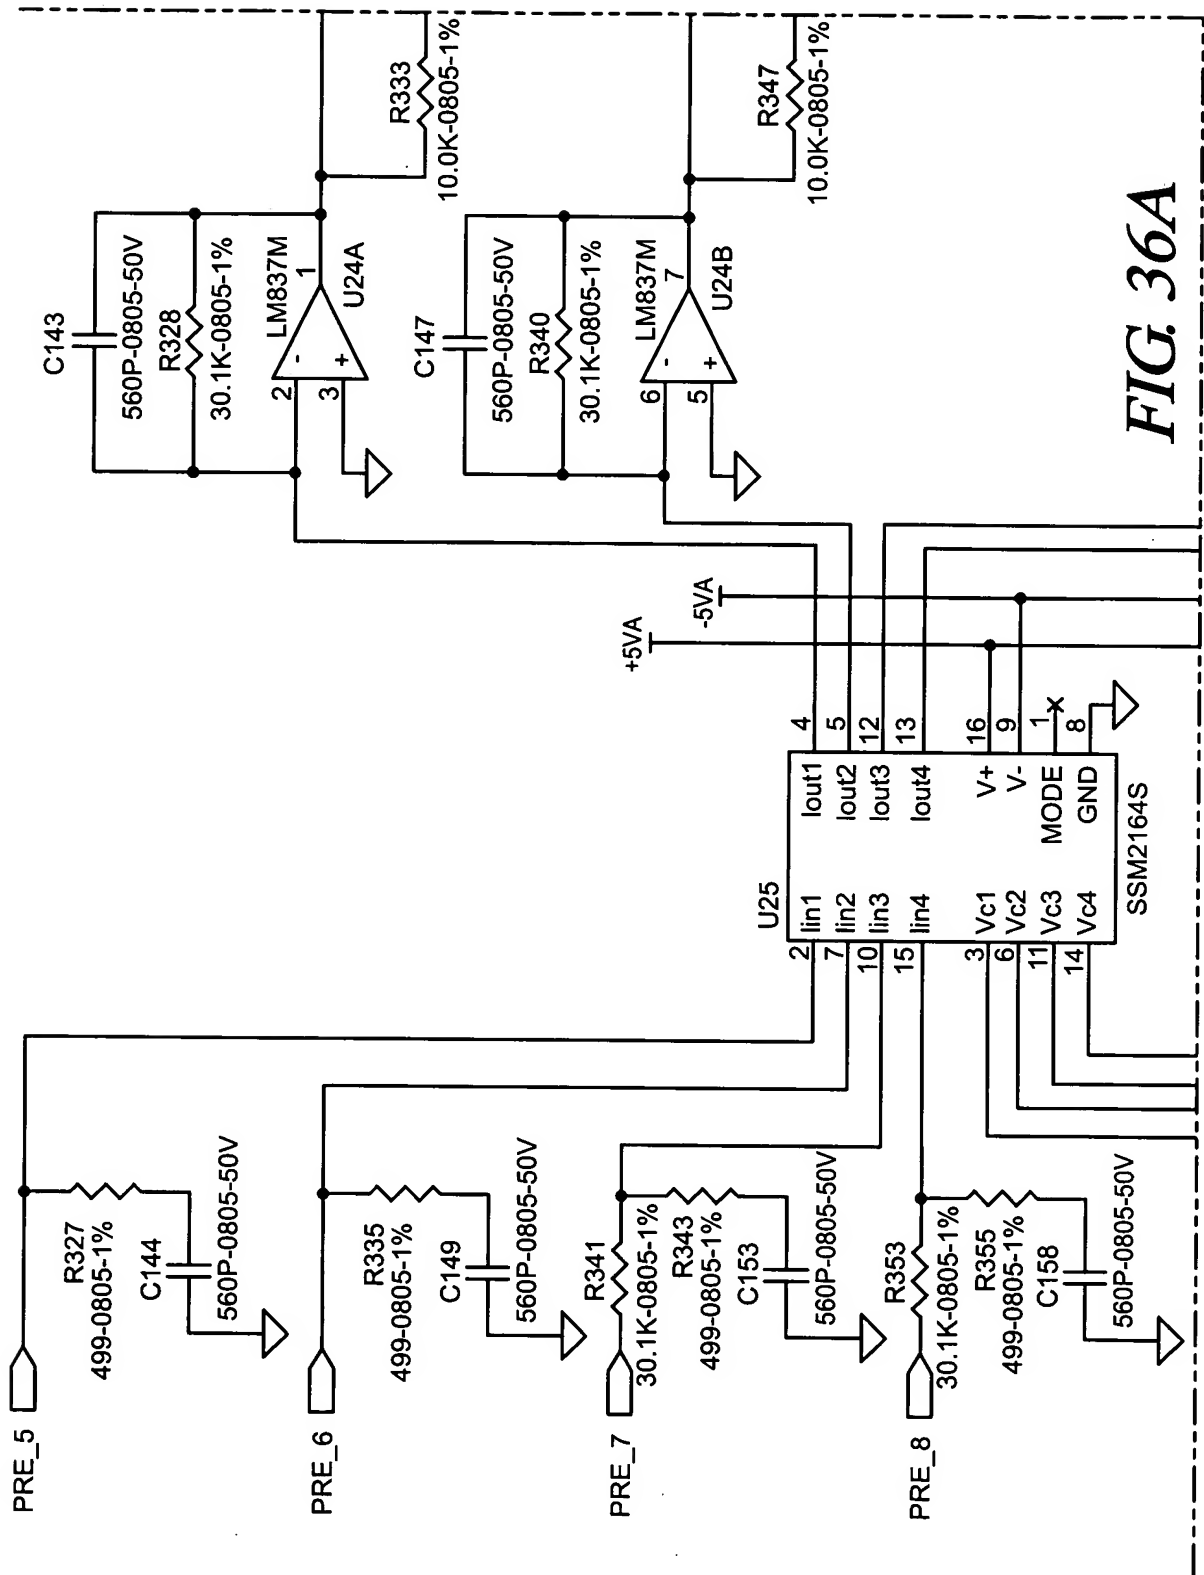 PRE_5
R327
499-0805-1%
C144
560P-0805-50V
PRE_6
R335
499-0805-1%
C149
560P-0805-50V
PRE_7
R341
30.1K-0805-1%
R343
499-0805-1%
C153
560P-0805-50V
PRE_8
R353
30.1K-0805-1%
R355
499-0805-1%
C158
560P-0805-50V
U25
2 Iin1 Iout1 4
7 Iin2 Iout2 5
10 Iin3 Iout3 12
15 Iin4 Iout4 13
3 Vc1 V+ 16
6 Vc2 V- 9
11 Vc3 MODE 1
14 Vc4 GND 8
SSM2164S
+5VA
-5VA
C143
560P-0805-50V
R328
30.1K-0805-1%
LM837M
2 - 1
3 +
U24A
R333
10.0K-0805-1%
C147
560P-0805-50V
R340
30.1K-0805-1%
LM837M
6 - 7
5 +
U24B
R347
10.0K-0805-1%
FIG. 36A